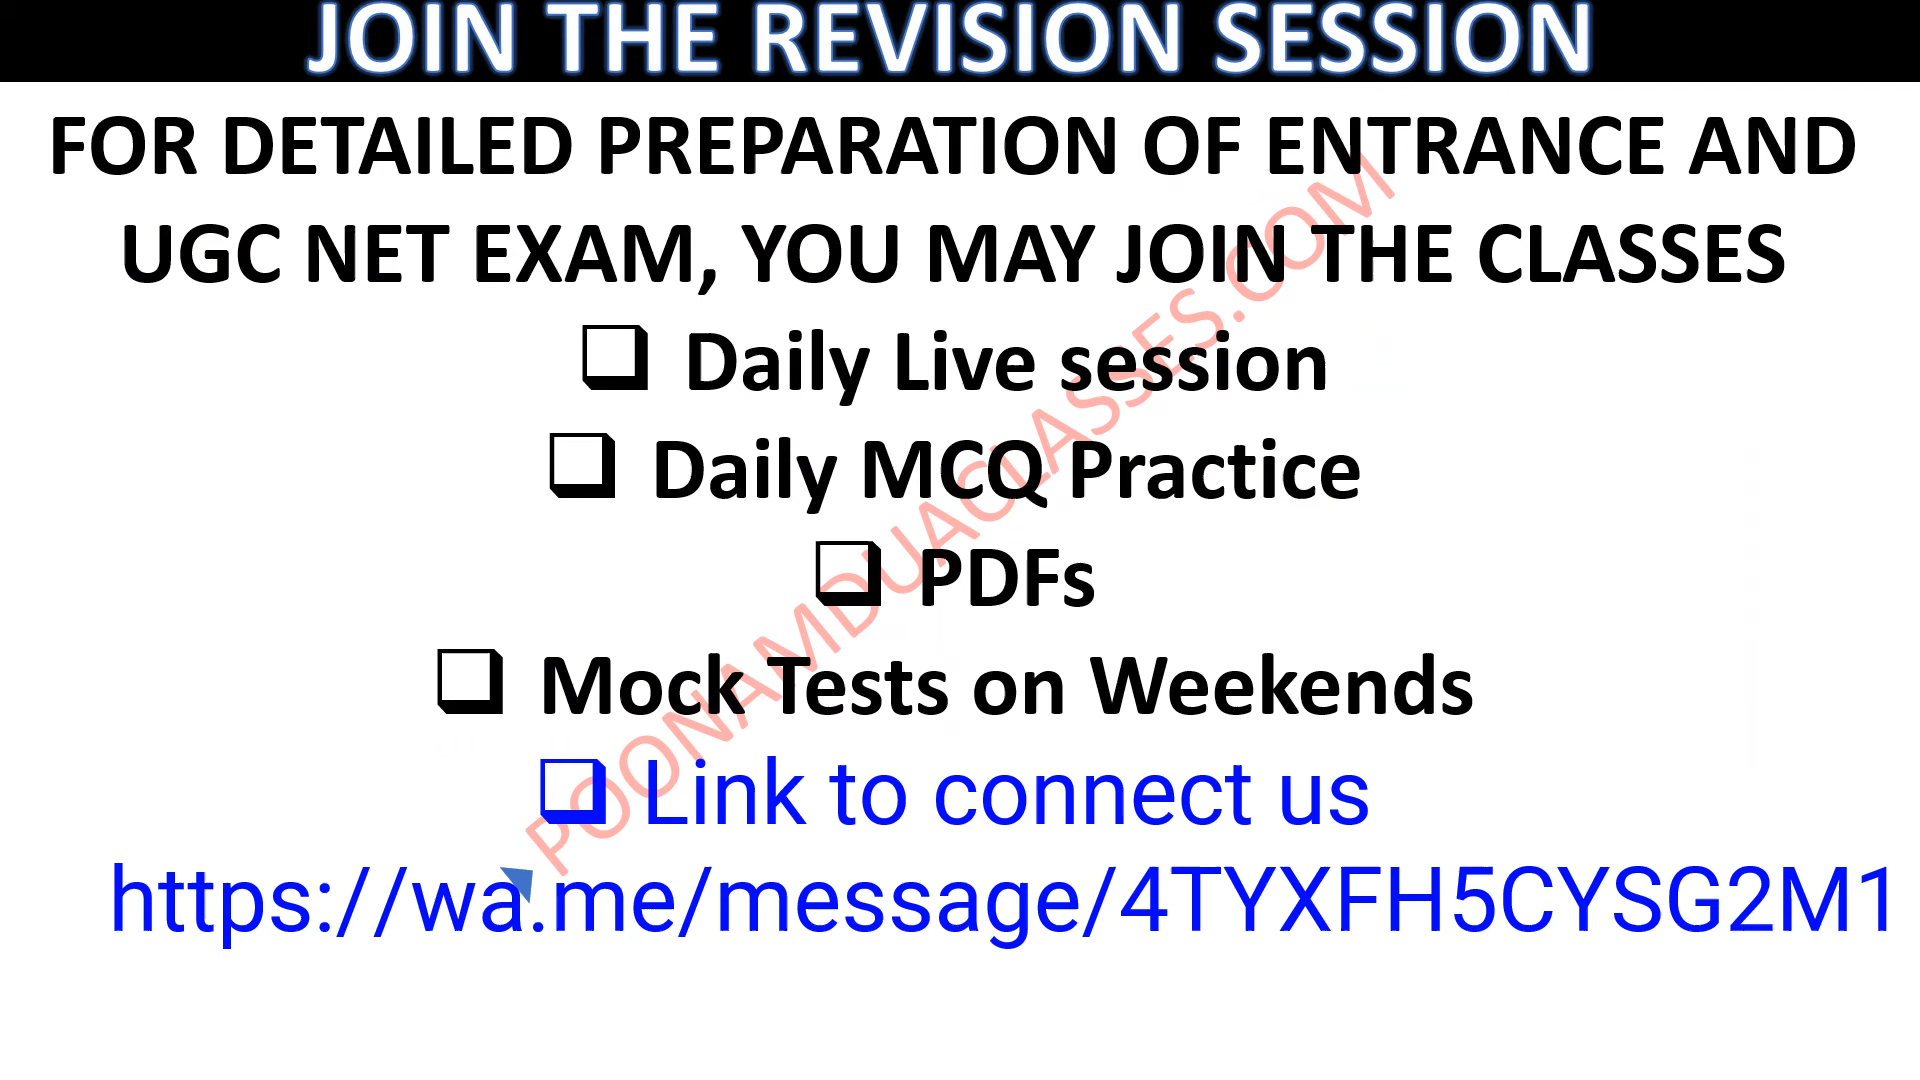 JOIN THE REVISION SESSION
FOR DETAILED PREPARATION OF ENTRANCE AND
UGC NET EXAM, YOU MAY JOIN THE CLASSES
❑ Daily Live session
❑ Daily MCQ Practice
❑ PDFs
❑ Mock Tests on Weekends
❑ Link to connect us
https://wa.me/message/4TYXFH5CYSG2M1
POONAMDUACLASSES.COM